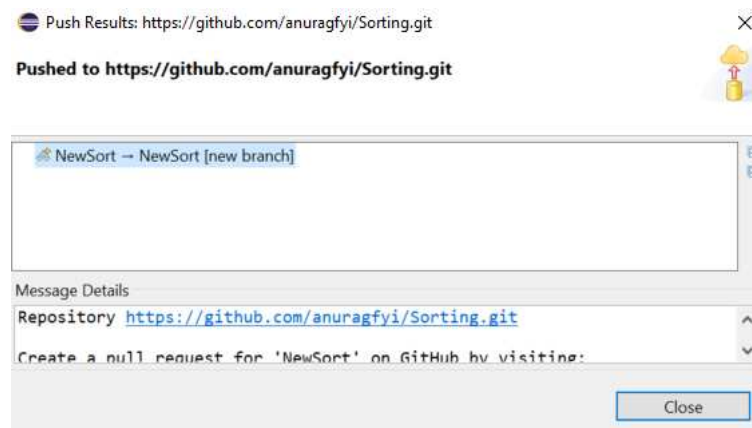 Push Results: https://github.com/anuragfyi/Sorting.git
Pushed to https://github.com/anuragfyi/Sorting.git
NewSort → NewSort [new branch]
Message Details
Repository https://github.com/anuragfyi/Sorting.git
Create a pull request for 'NewSort' on GitHub by visiting:
Close